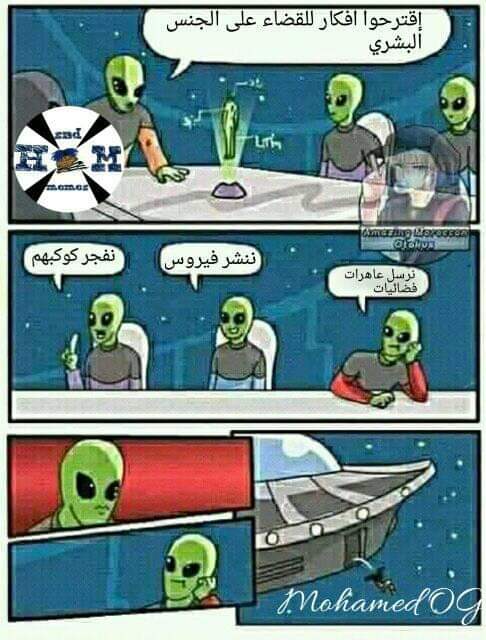 إقترحوا افكار للقضاء على الجنس
البشري
2nd
H M
memes
Amazing Moroccan
Otakus
نفجر كوكبهم
ننشر فيروس
نرسل عاهرات
فضائيات
MohamedOG